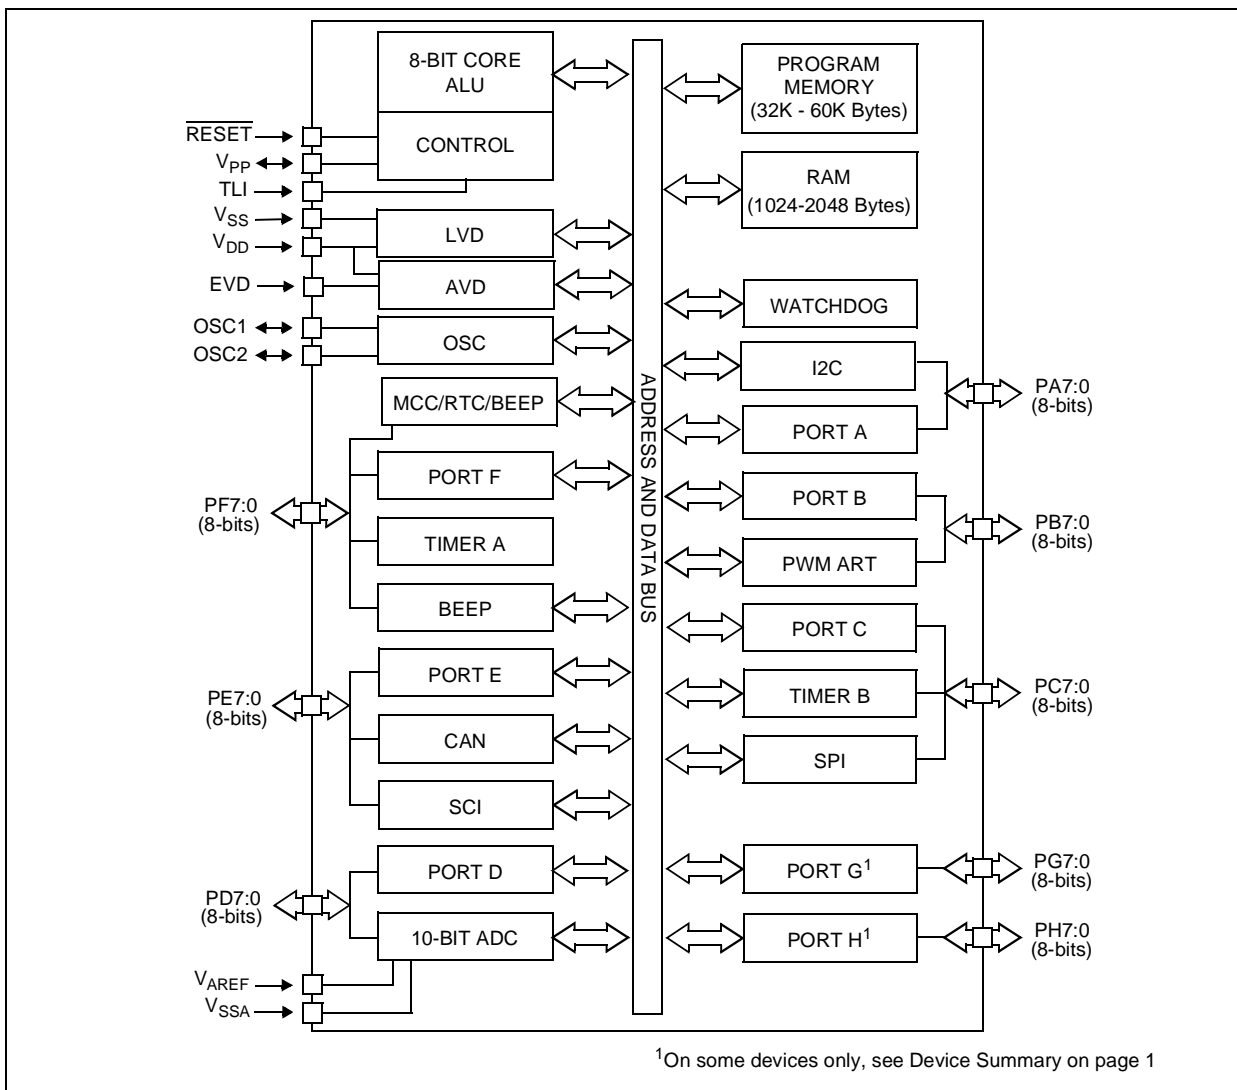 8-BIT CORE
ALU
CONTROL
RESET
VPP
TLI
VSS
VDD
EVD
OSC1
OSC2
LVD
AVD
OSC
MCC/RTC/BEEP
PORT F
TIMER A
BEEP
PF7:0
(8-bits)
PORT E
CAN
SCI
PE7:0
(8-bits)
PORT D
10-BIT ADC
PD7:0
(8-bits)
VAREF
VSSA
ADDRESS AND DATA BUS
PROGRAM
MEMORY
(32K - 60K Bytes)
RAM
(1024-2048 Bytes)
WATCHDOG
I2C
PORT A
PA7:0
(8-bits)
PORT B
PWM ART
PB7:0
(8-bits)
PORT C
TIMER B
SPI
PC7:0
(8-bits)
PORT G1
PG7:0
(8-bits)
PORT H1
PH7:0
(8-bits)
1On some devices only, see Device Summary on page 1